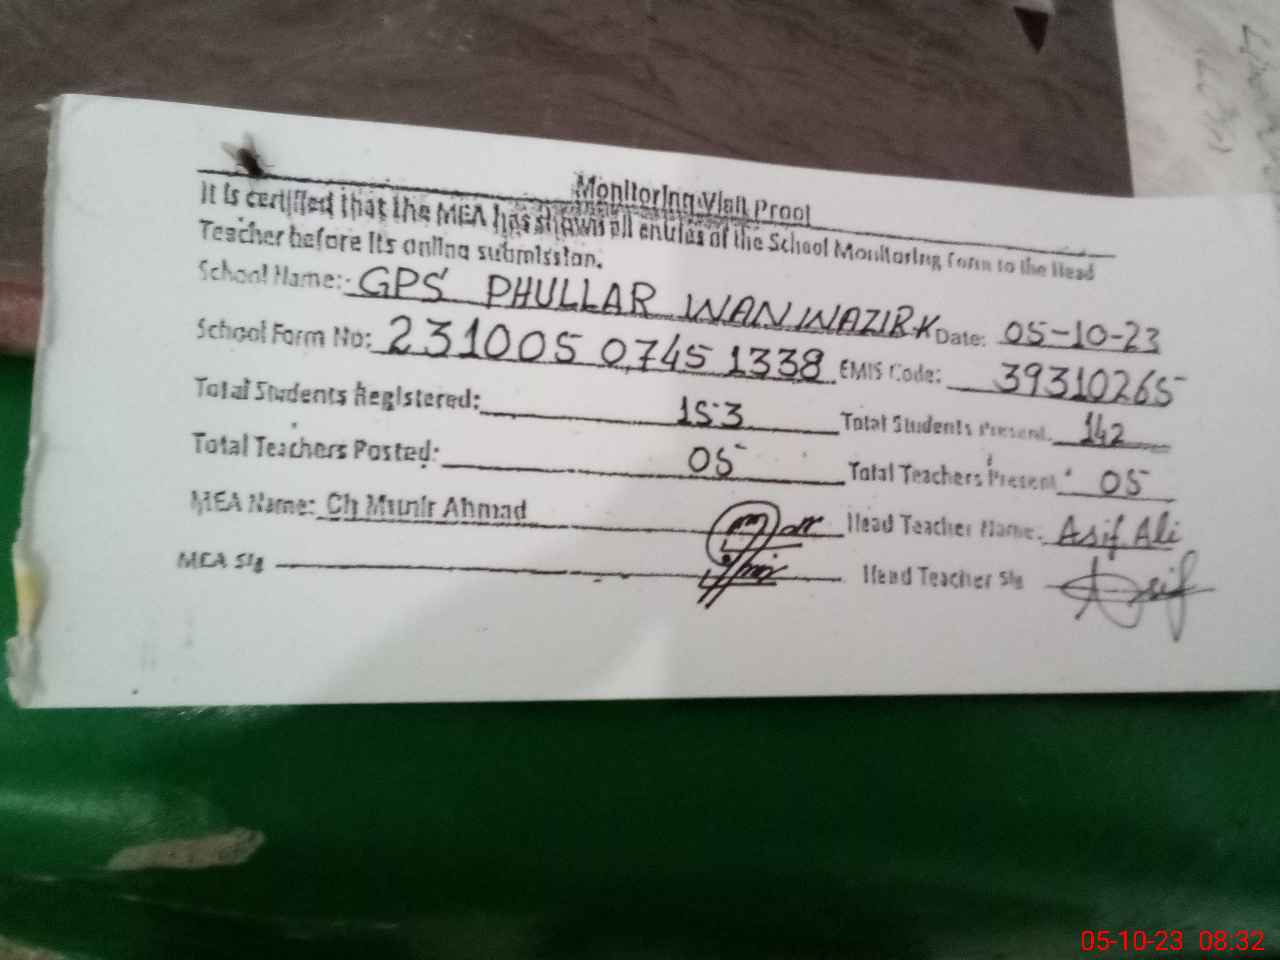 Monitoring Visit Proof
It is certified that the MEA has shown all entries of the School Monitoring Form to the Head
Teacher before its online submission.
School Name:- GPS PHULLAR WAN WAZIRK Date: 05-10-23
School Form No: 231005 0745 1338 EMIS Code: 39310265
Total Students Registered: 153 Total Students Present: 142
Total Teachers Posted: 05 Total Teachers Present: 05
MEA Name: Ch Munir Ahmad Head Teacher Name: Asif Ali
MEA Sig Head Teacher Sig Asif
05-10-23 08:32